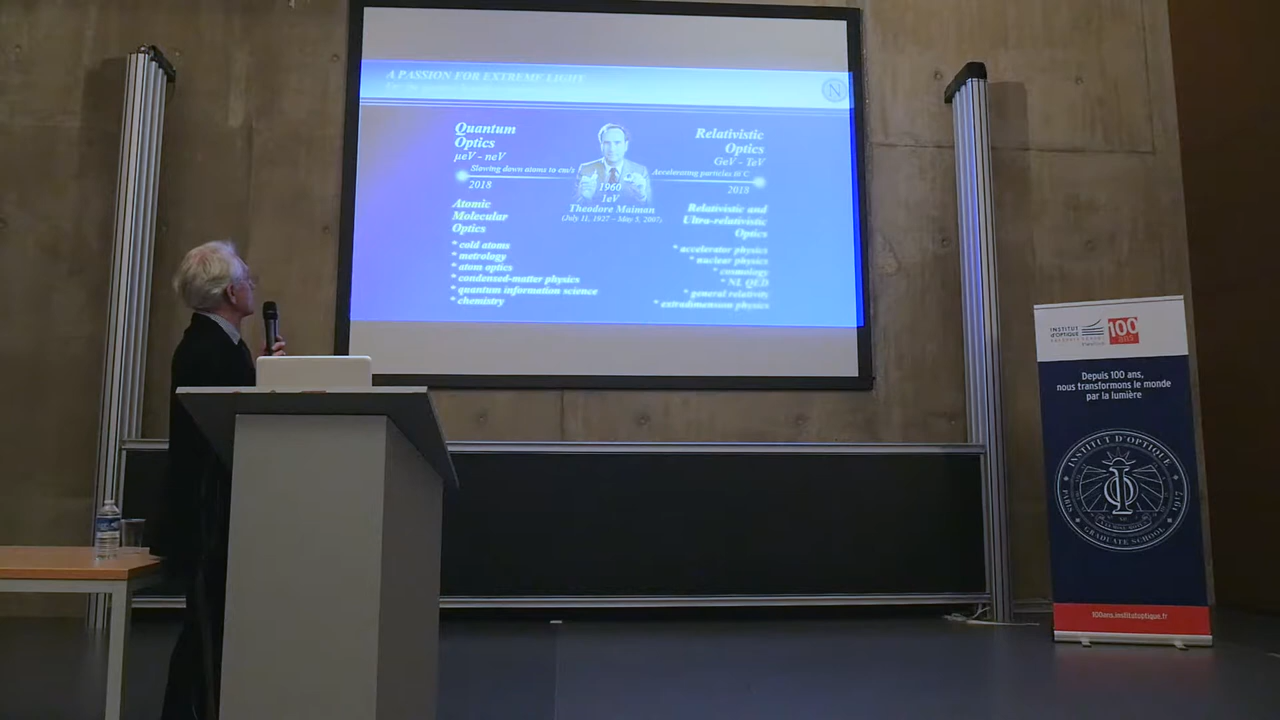 A PASSION FOR EXTREME LIGHT
N
Quantum
Optics
µeV - neV
Slowing down atoms to cm/s
2018
Atomic
Molecular
Optics
* cold atoms
* metrology
* atom optics
* condensed-matter physics
* quantum information science
* chemistry
1960
1eV
Theodore Maiman
(July 11, 1927 – May 5, 2007)
Relativistic
Optics
GeV - TeV
Accelerating particles to C
2018
Relativistic and
Ultra-relativistic
Optics
* accelerator physics
* nuclear physics
* cosmology
* NL QED
* general relativity
* extradimension physics
INSTITUT
d'OPTIQUE
100
Depuis 100 ans,
nous transformons le monde
par la lumière
INSTITUT D'OPTIQUE
PARIS
1917
GRADUATE SCHOOL
100ans.institutoptique.fr